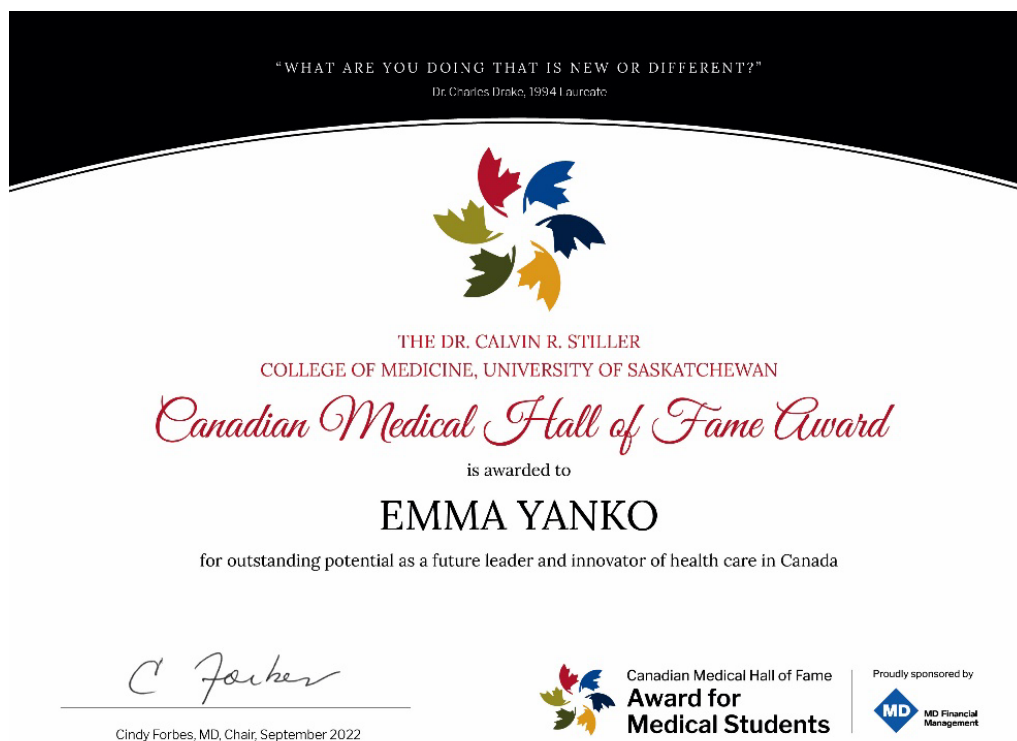 “WHAT ARE YOU DOING THAT IS NEW OR DIFFERENT?”
Dr. Charles Drake, 1994 Laureate
THE DR. CALVIN R. STILLER
COLLEGE OF MEDICINE, UNIVERSITY OF SASKATCHEWAN
Canadian Medical Hall of Fame Award
is awarded to
EMMA YANKO
for outstanding potential as a future leader and innovator of health care in Canada
C Forbes
Cindy Forbes, MD, Chair, September 2022
Canadian Medical Hall of Fame
Award for
Medical Students
Proudly sponsored by
MD
MD Financial
Management